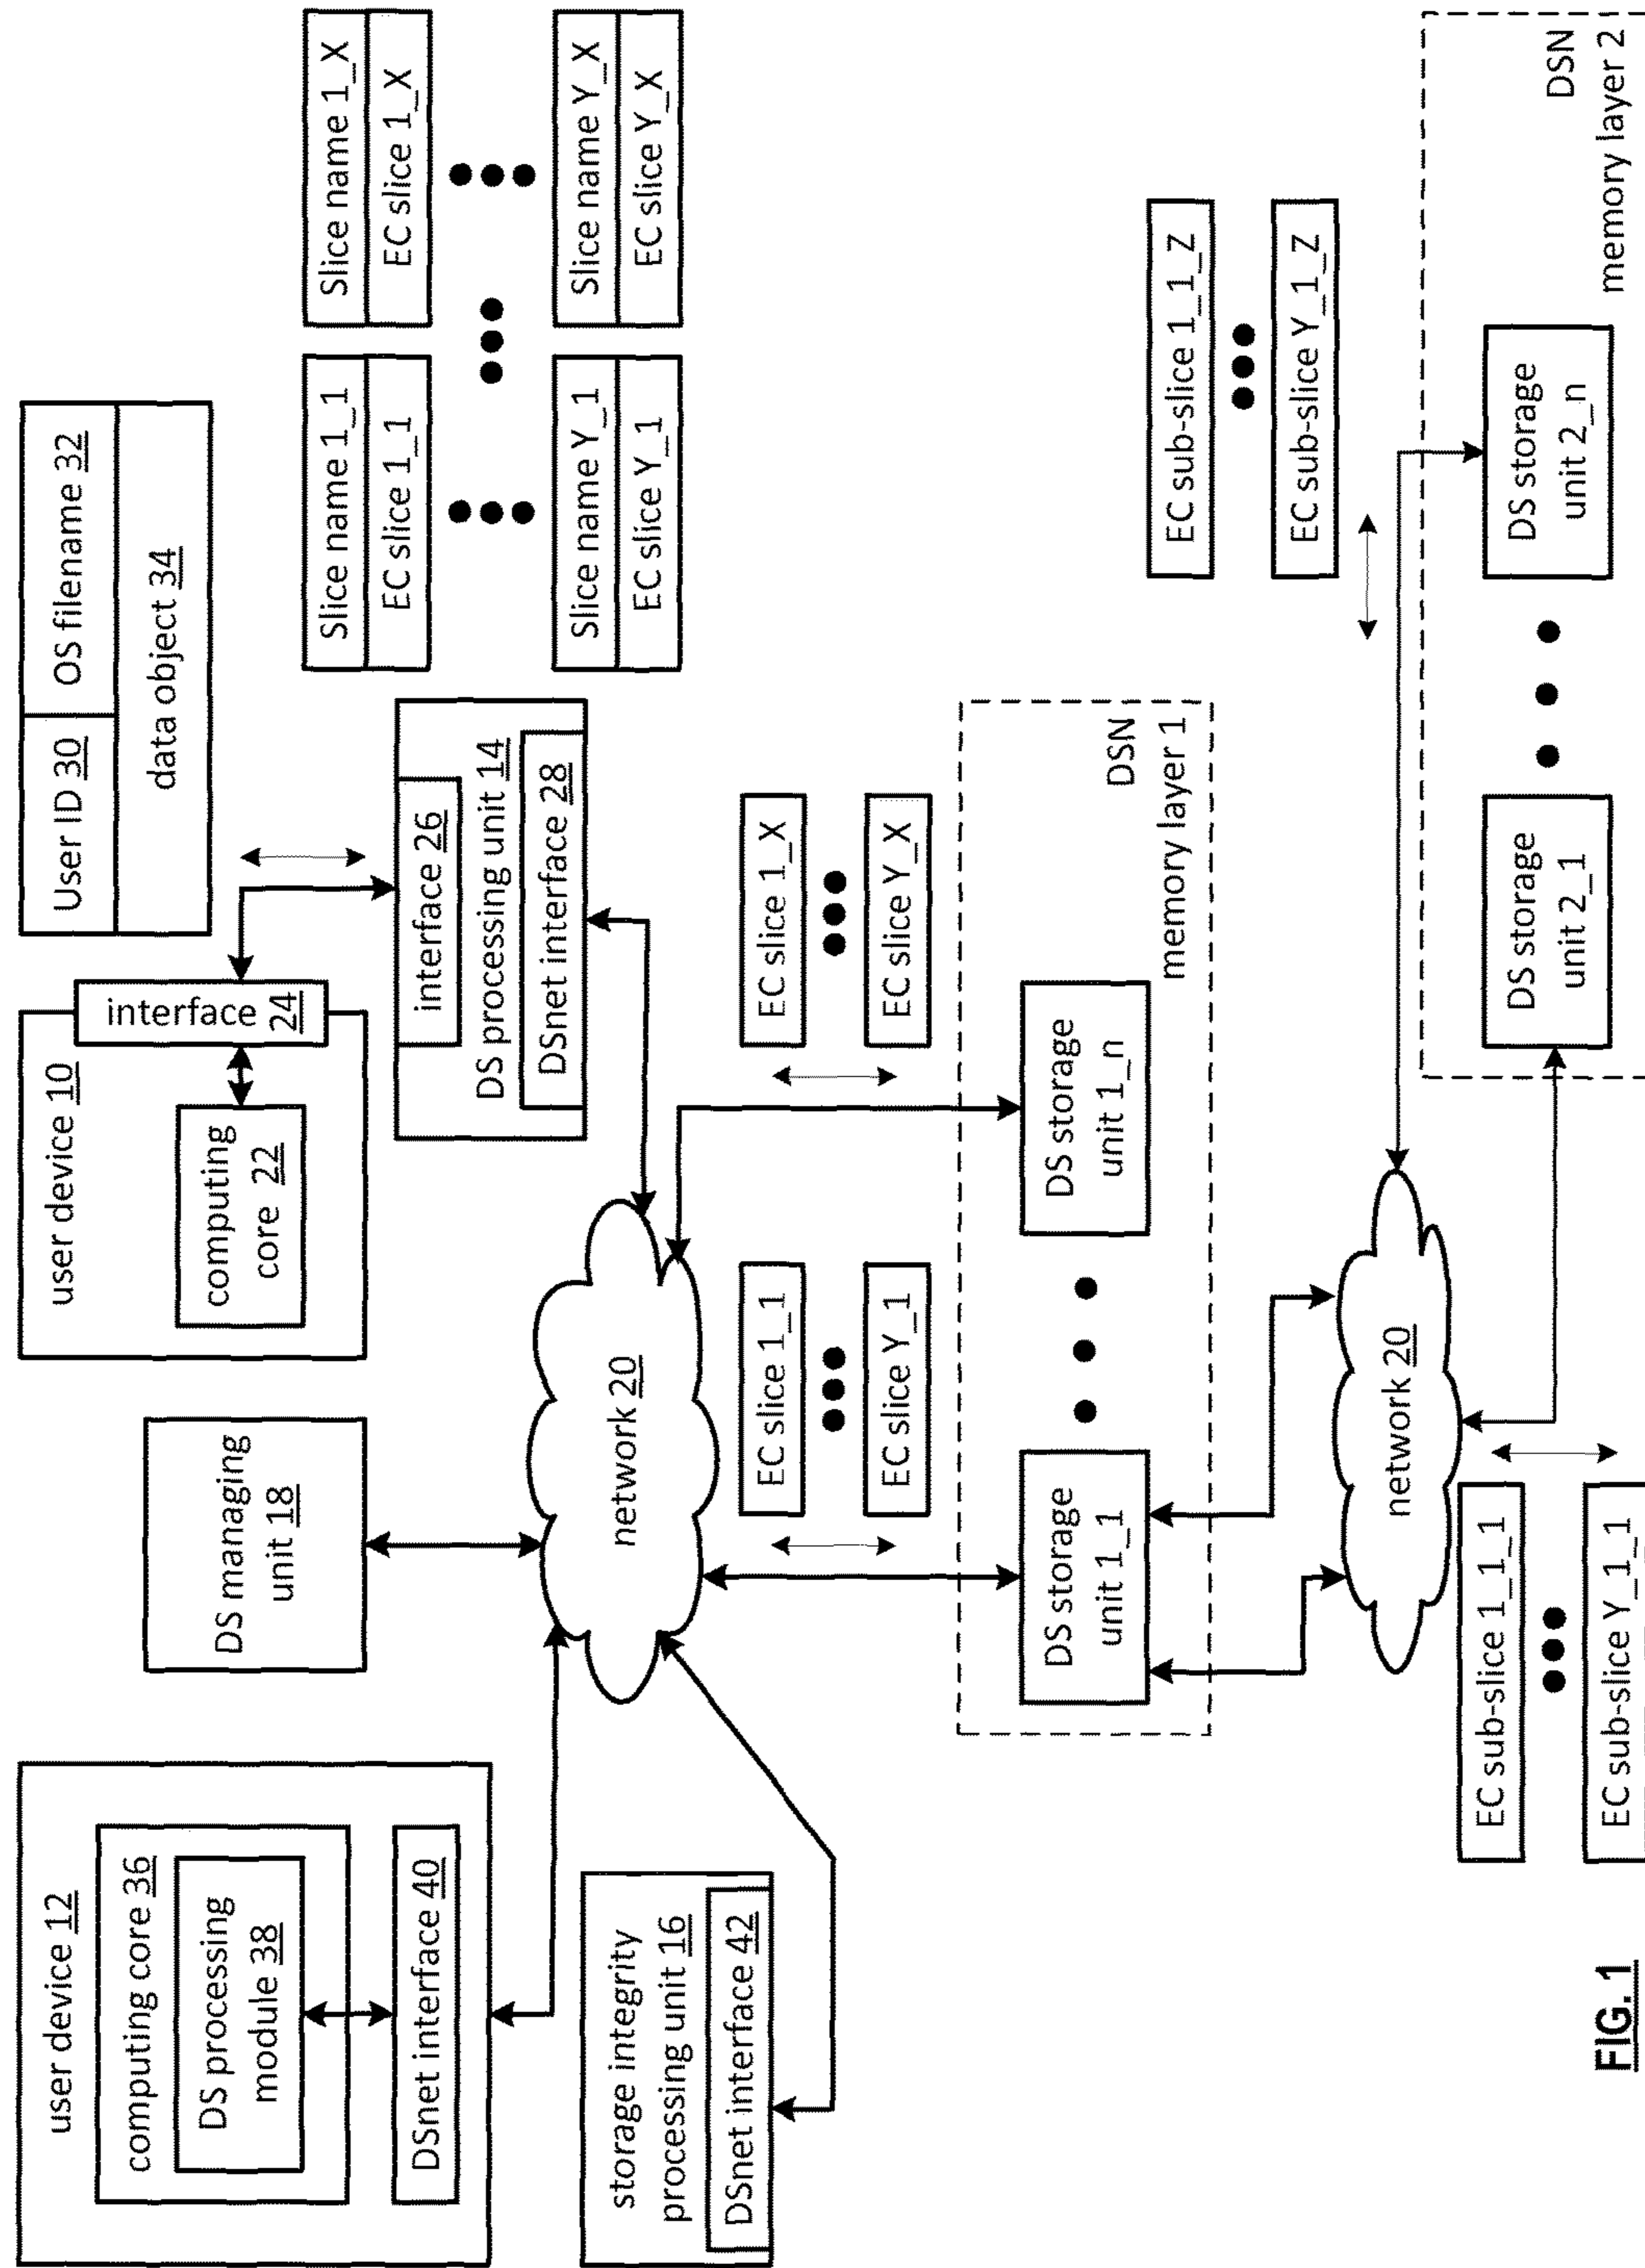 user device 12
computing core 36
DS processing
module 38
DSnet interface 40
DS managing
unit 18
user device 10
computing
core 22
interface 24
User ID 30
OS filename 32
data object 34
storage integrity
processing unit 16
DSnet interface 42
network 20
interface 26
DS processing unit 14
DSnet interface 28
Slice name 1_1
EC slice 1_1
Slice name 1_X
EC slice 1_X
Slice name Y_1
EC slice Y_1
Slice name Y_X
EC slice Y_X
EC slice 1_1
EC slice Y_1
EC slice 1_X
EC slice Y_X
DS storage
unit 1_1
DS storage
unit 1_n
DSN
memory layer 1
network 20
EC sub-slice 1_1_Z
EC sub-slice Y_1_Z
EC sub-slice 1_1_1
EC sub-slice Y_1_1
DS storage
unit 2_1
DS storage
unit 2_n
DSN
memory layer 2
FIG. 1